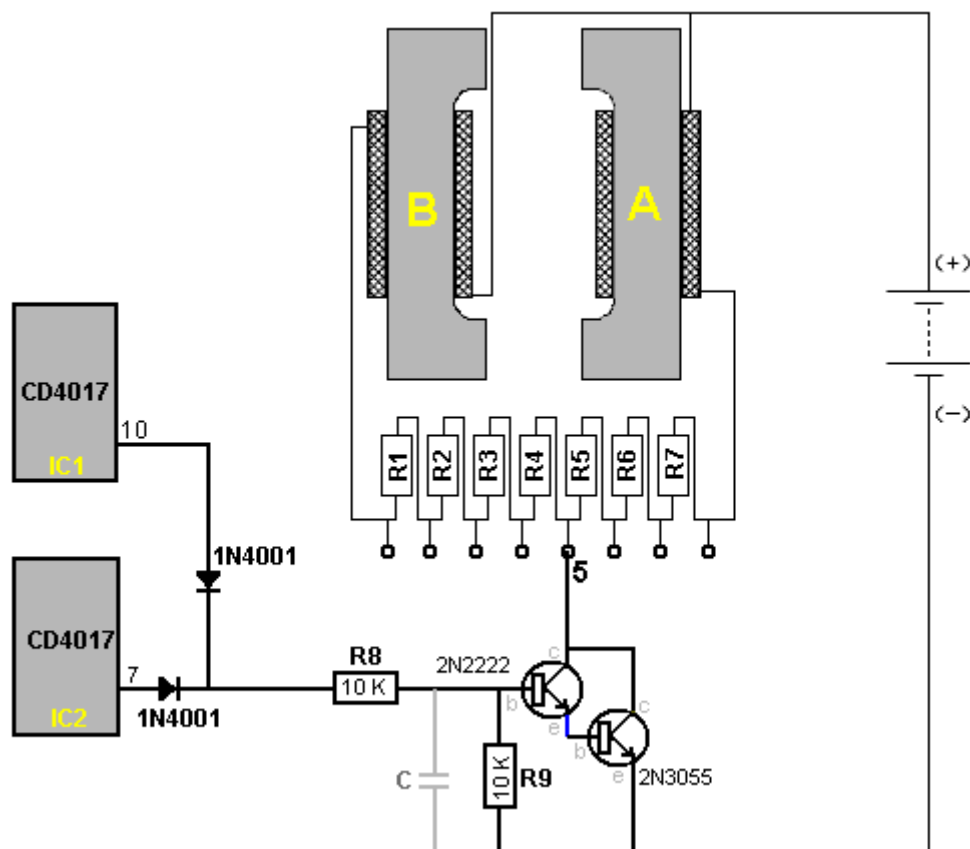 B
A
(+)
(-)
CD4017
10
IC1
R1
R2
R3
R4
R5
R6
R7
1N4001
5
CD4017
7
IC2
1N4001
R8
10 K
2N2222
c
b
e
c
b
e
2N3055
C
10 K
R9